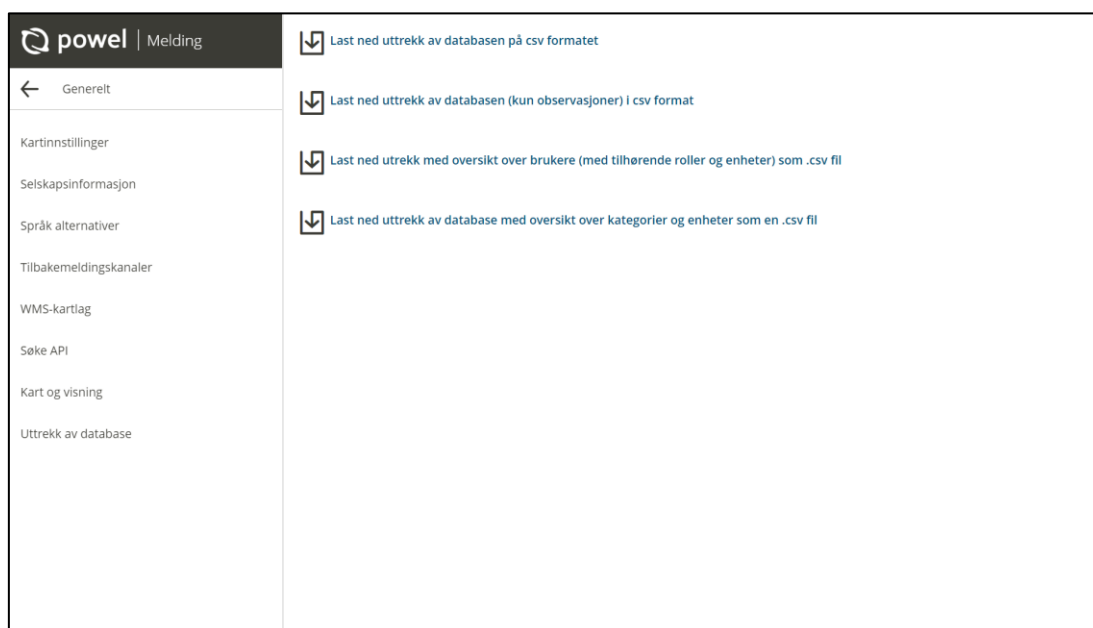 powel | Melding
Generelt
Kartinnstillinger
Selskapsinformasjon
Språk alternativer
Tilbakemeldingskanaler
WMS-kartlag
Søke API
Kart og visning
Uttrekk av database
Last ned uttrekk av databasen på csv formatet
Last ned uttrekk av databasen (kun observasjoner) i csv format
Last ned utrekk med oversikt over brukere (med tilhørende roller og enheter) som .csv fil
Last ned uttrekk av database med oversikt over kategorier og enheter som en .csv fil